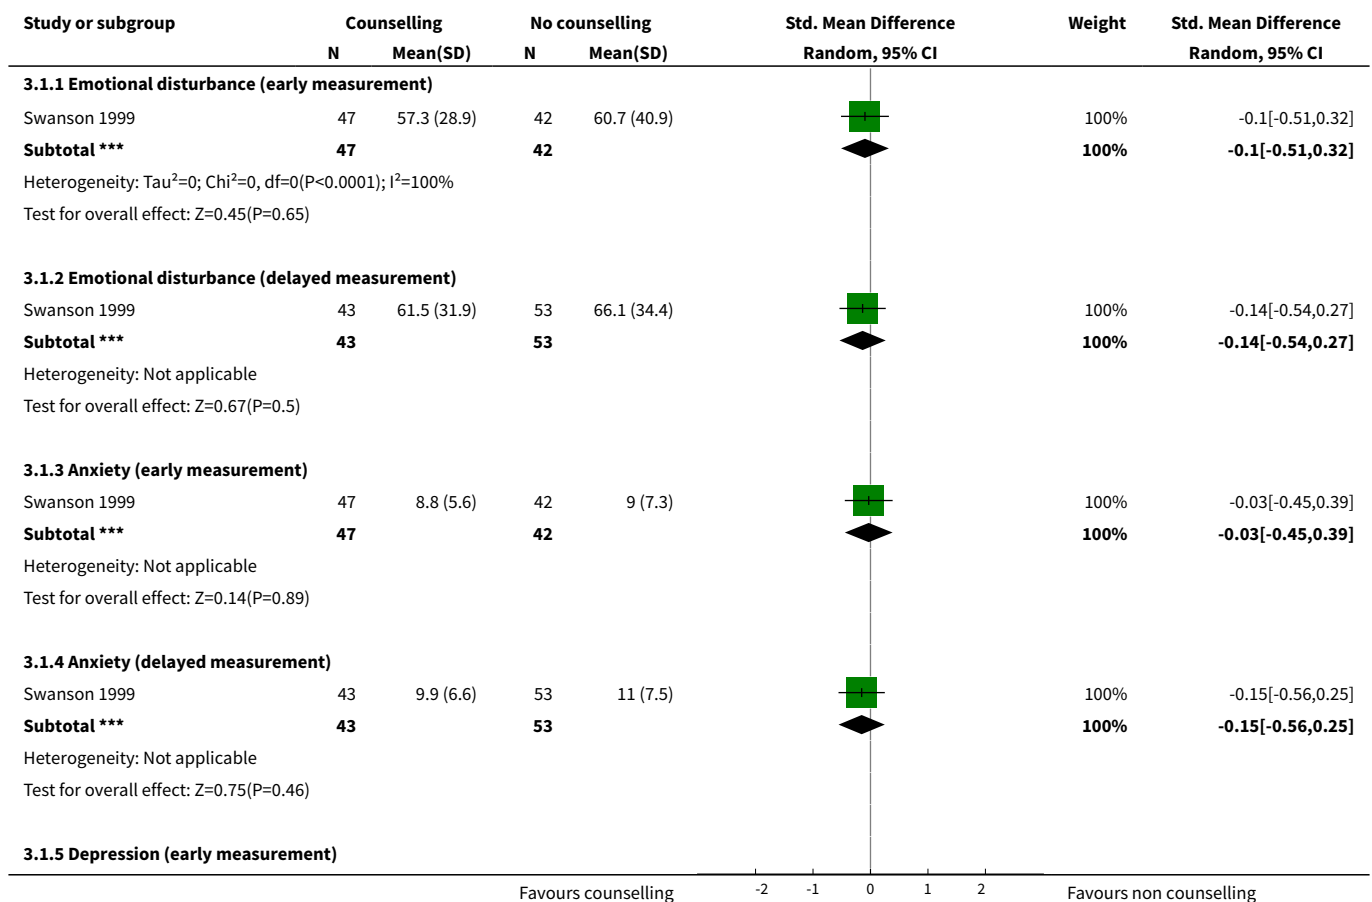 Study or subgroup Counselling No counselling Std. Mean Difference Weight Std. Mean Difference
N Mean(SD) N Mean(SD) Random, 95% CI Random, 95% CI
3.1.1 Emotional disturbance (early measurement)
Swanson 1999 47 57.3 (28.9) 42 60.7 (40.9) 100% -0.1[-0.51,0.32]
Subtotal *** 47 42 100% -0.1[-0.51,0.32]
Heterogeneity: Tau²=0; Chi²=0, df=0(P<0.0001); I²=100%
Test for overall effect: Z=0.45(P=0.65)
3.1.2 Emotional disturbance (delayed measurement)
Swanson 1999 43 61.5 (31.9) 53 66.1 (34.4) 100% -0.14[-0.54,0.27]
Subtotal *** 43 53 100% -0.14[-0.54,0.27]
Heterogeneity: Not applicable
Test for overall effect: Z=0.67(P=0.5)
3.1.3 Anxiety (early measurement)
Swanson 1999 47 8.8 (5.6) 42 9 (7.3) 100% -0.03[-0.45,0.39]
Subtotal *** 47 42 100% -0.03[-0.45,0.39]
Heterogeneity: Not applicable
Test for overall effect: Z=0.14(P=0.89)
3.1.4 Anxiety (delayed measurement)
Swanson 1999 43 9.9 (6.6) 53 11 (7.5) 100% -0.15[-0.56,0.25]
Subtotal *** 43 53 100% -0.15[-0.56,0.25]
Heterogeneity: Not applicable
Test for overall effect: Z=0.75(P=0.46)
3.1.5 Depression (early measurement)
Favours counselling -2 -1 0 1 2 Favours non counselling